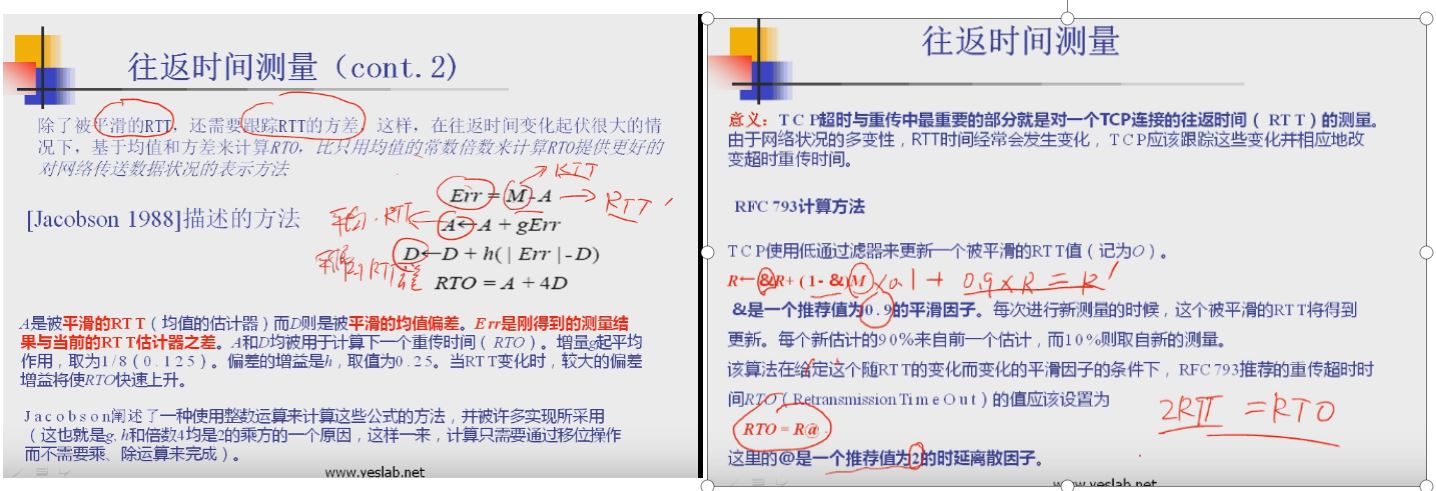 往返时间测量（cont.2）
除了被平滑的RTT，还需要跟踪RTT的方差，这样，在往返时间变化起伏很大的情
况下，基于均值和方差来计算RTO，比只用均值的常数倍数来计算RTO提供更好的
对网络传送数据状况的表示方法
RTT
Err = M-A
RTT'
[Jacobson 1988]描述的方法
A←A + gErr
D←D + h( | Err | -D)
RTO = A + 4D
A是被平滑的RTT（均值的估计器）而D则是被平滑的均值偏差。Err是刚得到的测量结
果与当前的RTT估计器之差。A和D均被用于计算下一个重传时间（RTO）。增量g起平均
作用，取为1/8（0.125）。偏差的增益是h，取值为0.25。当RTT变化时，较大的偏差
增益将使RTO快速上升。
Jacobson阐述了一种使用整数运算来计算这些公式的方法，并被许多实现所采用
（这也就是g, h和倍数4均是2的乘方的一个原因，这样一来，计算只需要通过移位操作
而不需要乘、除运算来完成）。
www.yeslab.net
往返时间测量
意义：TCP超时与重传中最重要的部分就是对一个TCP连接的往返时间（RTT）的测量。
由于网络状况的多变性，RTT时间经常会发生变化，TCP应该跟踪这些变化并相应地改
变超时重传时间。
RFC 793计算方法
TCP使用低通过滤器来更新一个被平滑的RTT值（记为O）。
R←&R+ (1- &)M ×0.1 + 0.9×R = R'
&是一个推荐值为0.9的平滑因子。每次进行新测量的时候，这个被平滑的RTT将得到
更新。每个新估计的90%来自前一个估计，而10%则取自新的测量。
该算法在给定这个随RTT的变化而变化的平滑因子的条件下，RFC 793推荐的重传超时时
间RTO（RetransmissionTimeOut）的值应该设置为
2RTT = RTO
RTO = R@
这里的@是一个推荐值为2的时延离散因子。
www.yeslab.net